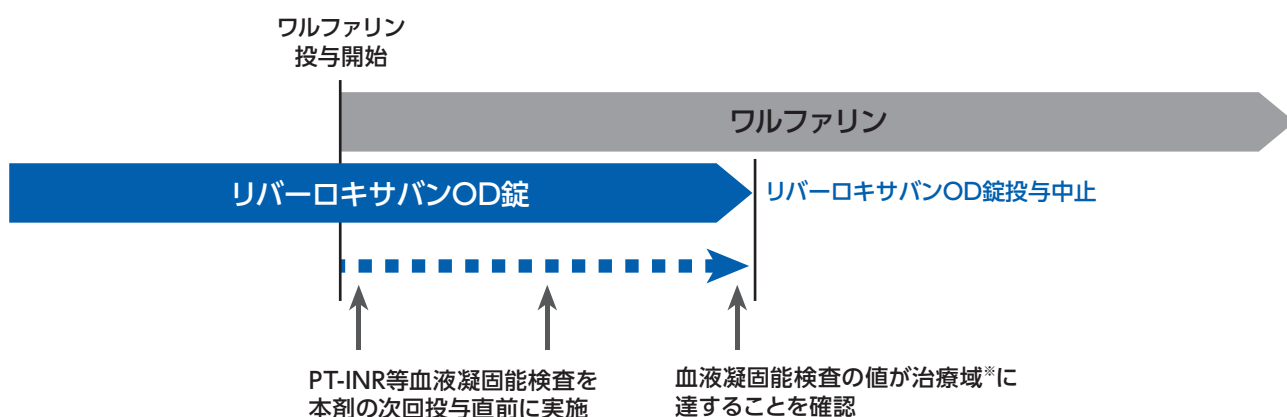 ワルファリン
投与開始
ワルファリン
リバーロキサバンOD錠
リバーロキサバンOD錠投与中止
PT-INR等血液凝固能検査を
本剤の次回投与直前に実施
血液凝固能検査の値が治療域※に
達することを確認